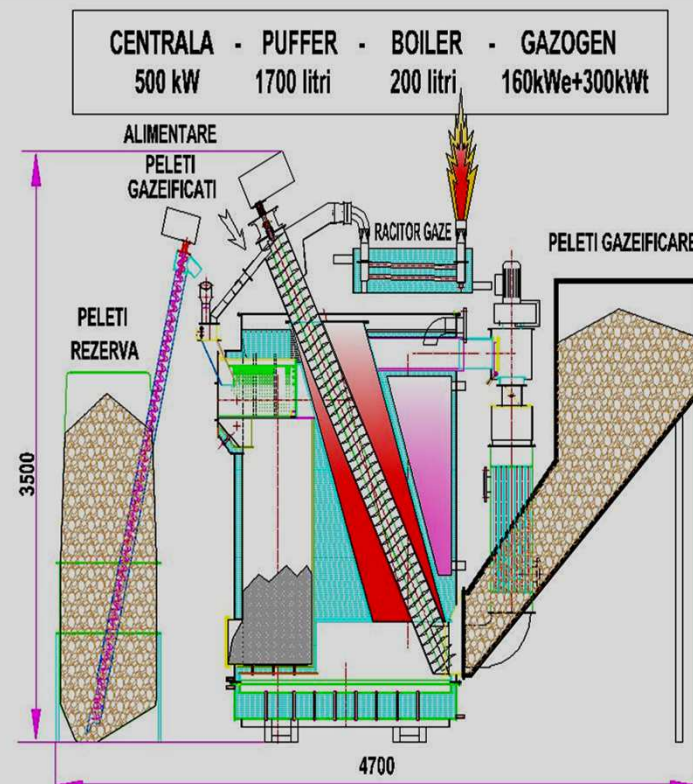 CENTRALA - PUFFER - BOILER - GAZOGEN
500 kW 1700 litri 200 litri 160kWe+300kWt
ALIMENTARE
PELETI
GAZEIFICATI
RACITOR GAZE
PELETI GAZEIFICARE
PELETI
REZERVA
3500
4700